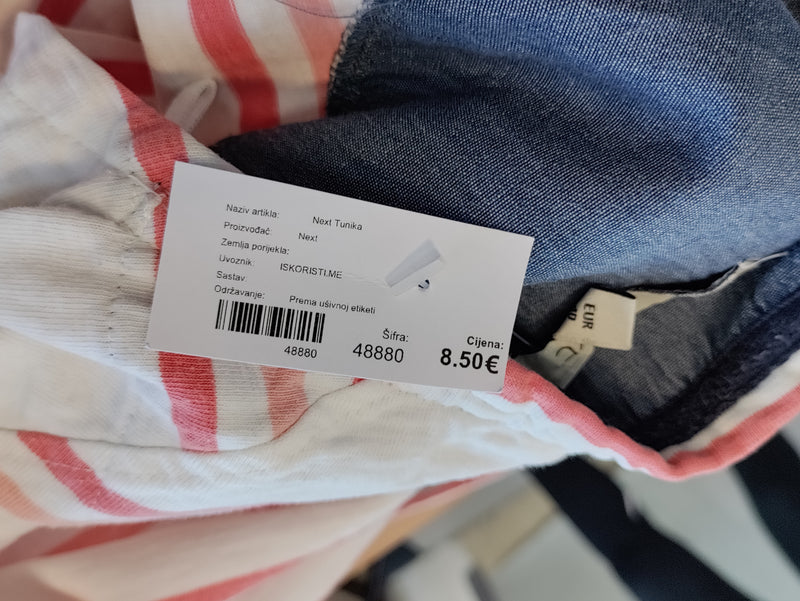 Naziv artikla: Next Tunika
Proizvođač: Next
Zemlja porijekla:
Uvoznik: ISKORISTI.ME
Sastav
Održavanje: Prema ušivnoj etiketi
48880
Šifra:
48880
Cijena:
8.50€
EUR